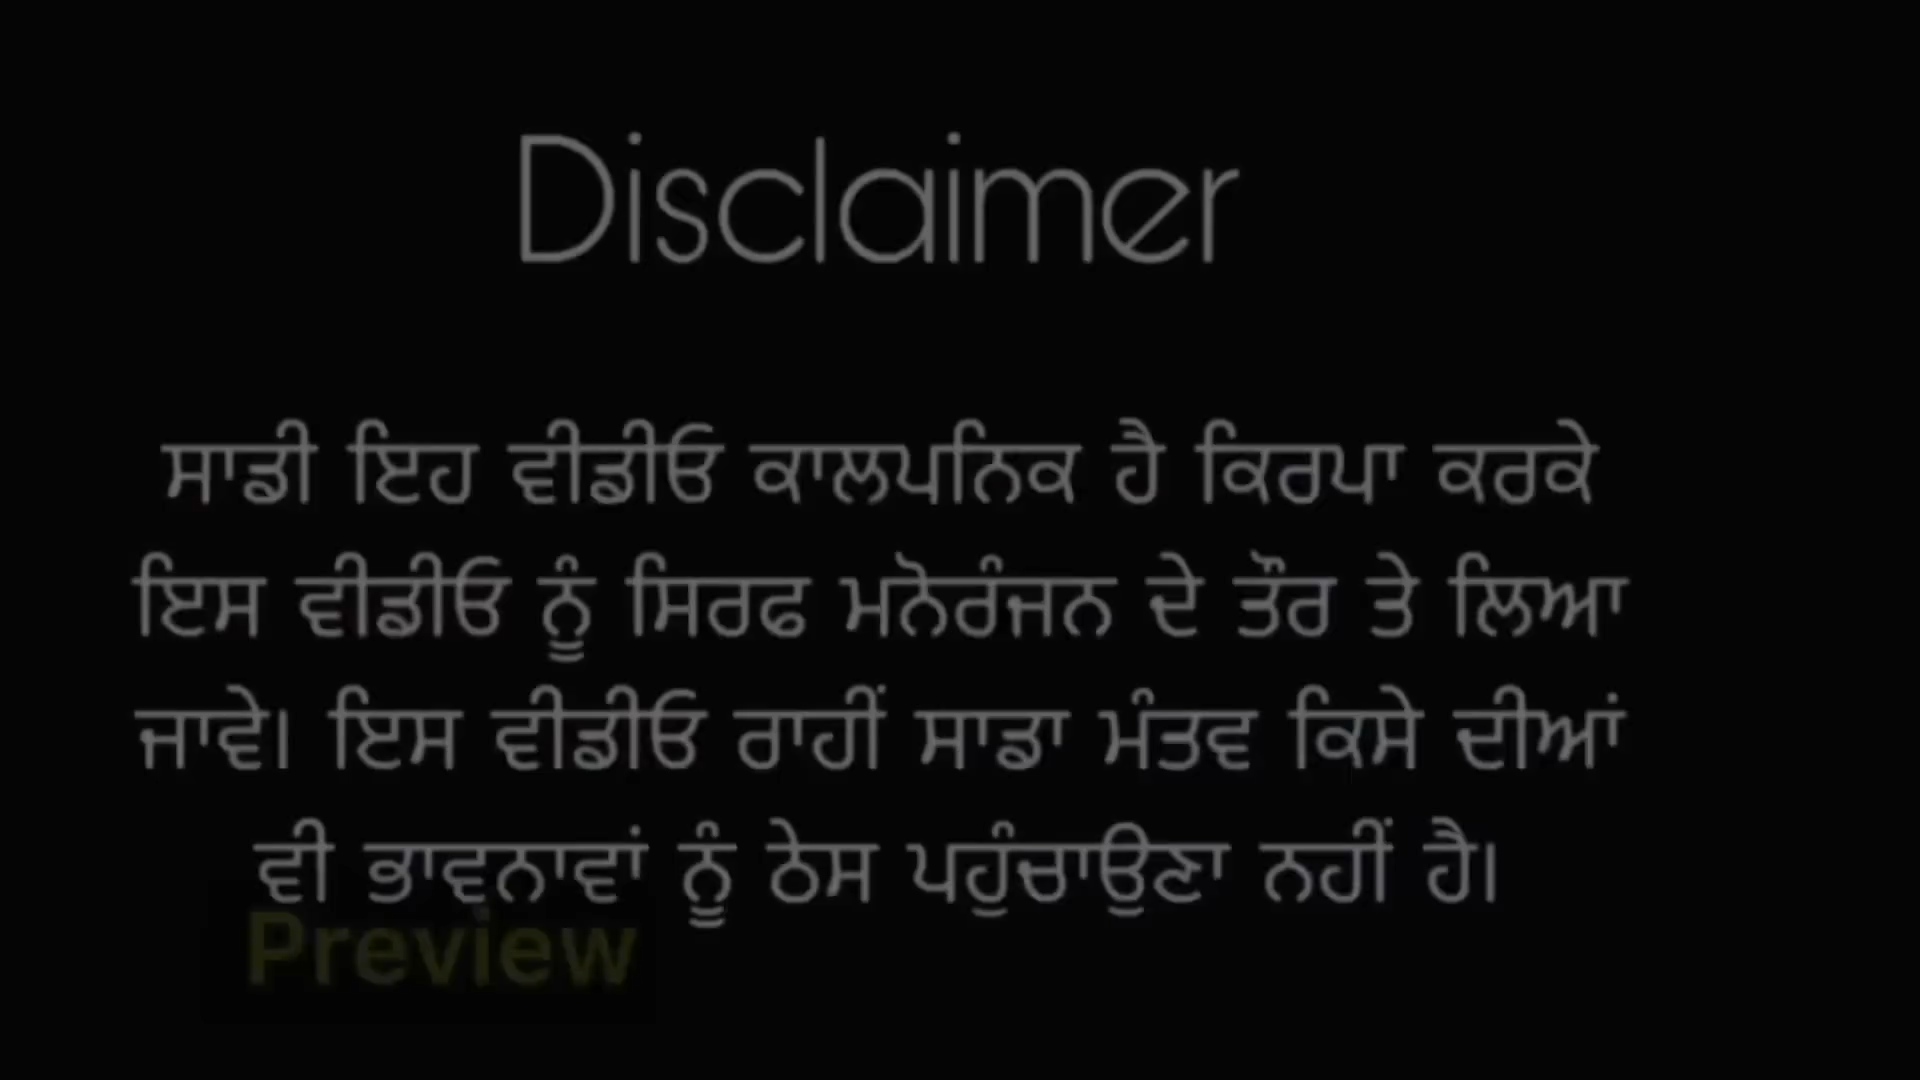 Disclaimer
ਸਾਡੀ ਇਹ ਵੀਡੀਓ ਕਾਲਪਨਿਕ ਹੈ ਕਿਰਪਾ ਕਰਕੇ
ਇਸ ਵੀਡੀਓ ਨੂੰ ਸਿਰਫ ਮਨੋਰੰਜਨ ਦੇ ਤੌਰ ਤੇ ਲਿਆ
ਜਾਵੇ। ਇਸ ਵੀਡੀਓ ਰਾਹੀਂ ਸਾਡਾ ਮੰਤਵ ਕਿਸੇ ਦੀਆਂ
ਵੀ ਭਾਵਨਾਵਾਂ ਨੂੰ ਠੇਸ ਪਹੁੰਚਾਉਣਾ ਨਹੀਂ ਹੈ।
Preview